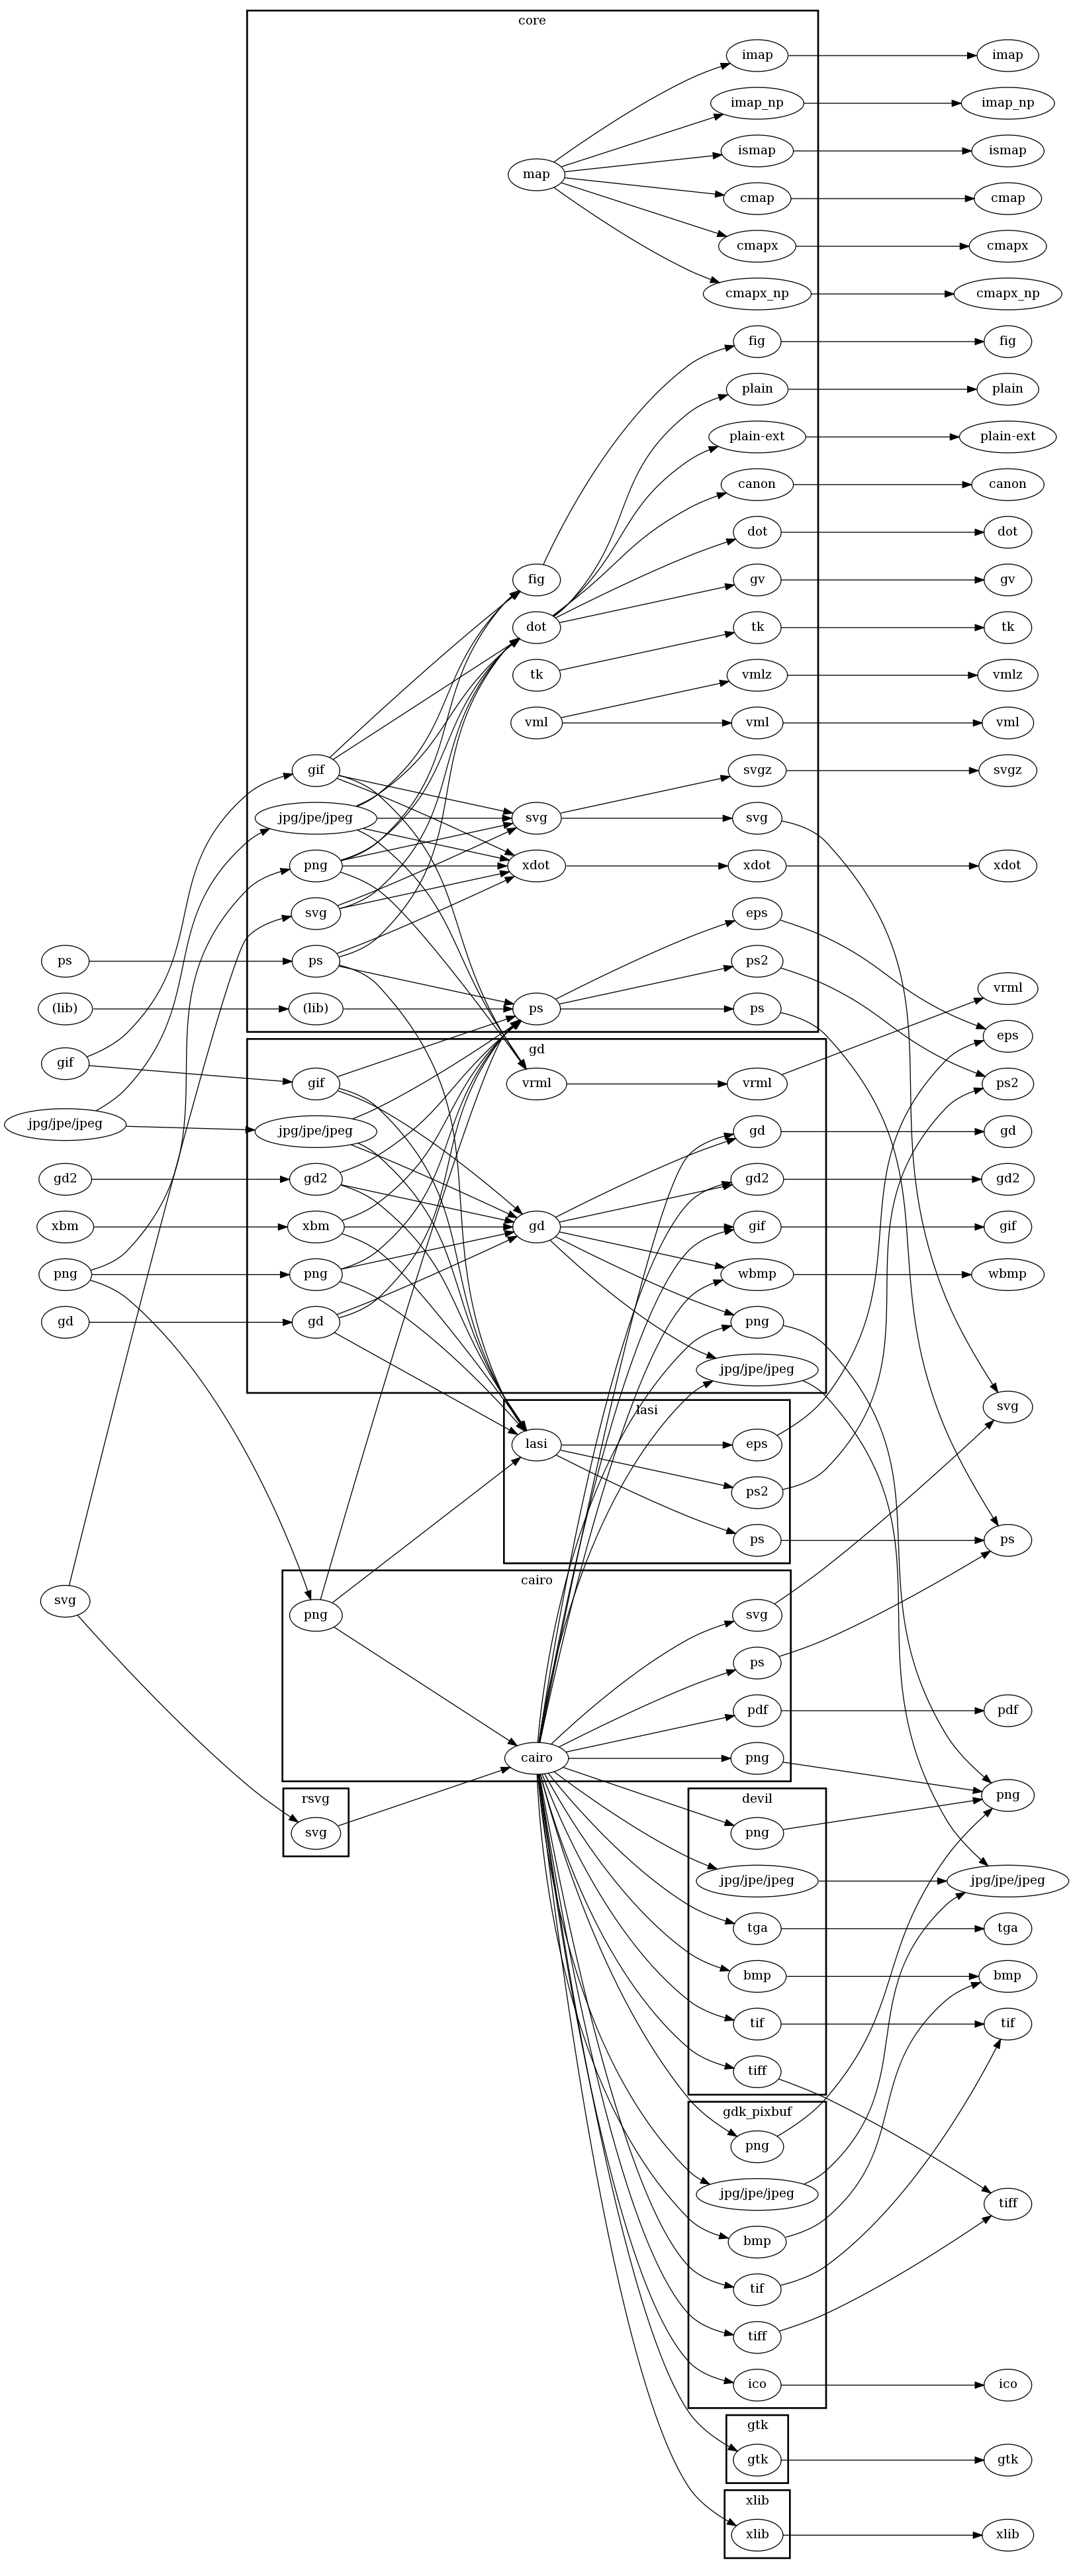 core
imap
imap
imap_np
imap_np
ismap
ismap
map
cmap
cmap
cmapx
cmapx
cmapx_np
cmapx_np
fig
fig
plain
plain
plain-ext
plain-ext
canon
canon
dot
dot
fig
gv
gv
dot
tk
tk
tk
vmlz
vmlz
vml
vml
vml
gif
svgz
svgz
jpg/jpe/jpeg
svg
svg
png
xdot
xdot
xdot
svg
eps
ps
ps
ps2
vrml
(lib)
(lib)
ps
ps
eps
gd
gif
gif
vrml
vrml
ps2
jpg/jpe/jpeg
jpg/jpe/jpeg
gd
gd
gd2
gd2
gd2
gd2
xbm
xbm
gd
gif
gif
png
png
wbmp
wbmp
gd
gd
png
jpg/jpe/jpeg
svg
lasi
lasi
eps
ps2
ps
ps
cairo
svg
png
svg
ps
pdf
pdf
cairo
png
png
rsvg
devil
svg
png
jpg/jpe/jpeg
jpg/jpe/jpeg
tga
tga
bmp
bmp
tif
tif
tiff
gdk_pixbuf
png
jpg/jpe/jpeg
tiff
bmp
tif
tiff
ico
ico
gtk
gtk
gtk
xlib
xlib
xlib